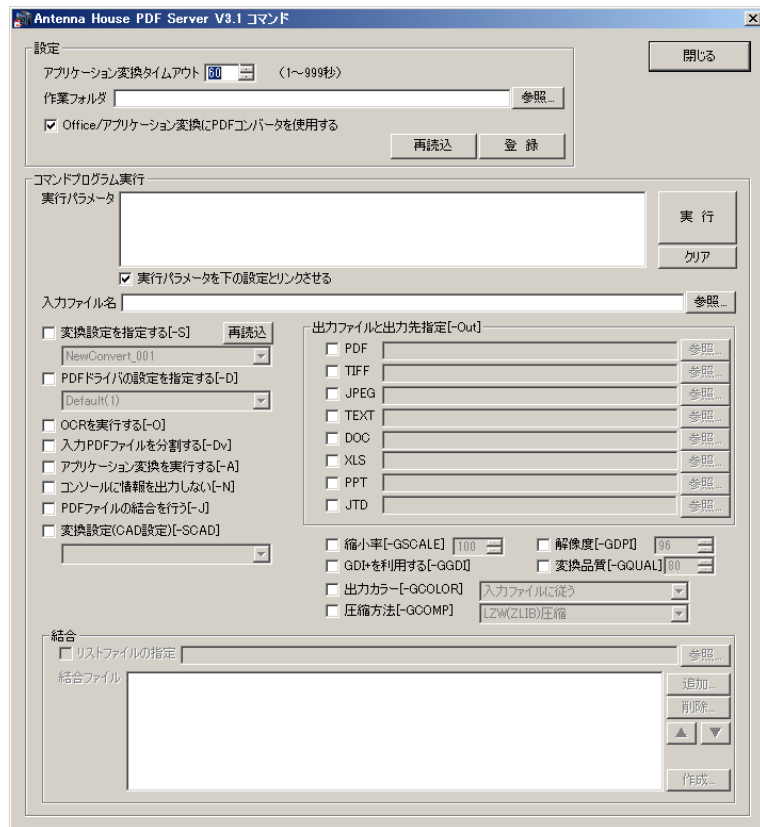 Antenna House PDF Server V3.1 コマンド
設定
閉じる
アプリケーション変換タイムアウト 60 (1~999秒)
作業フォルダ 参照...
Office/アプリケーション変換にPDFコンバータを使用する
再読込 登 録
コマンドプログラム実行
実行パラメータ
実 行
クリア
実行パラメータを下の設定とリンクさせる
入力ファイル名 参照...
変換設定を指定する[-S] 再読込
NewConvert_001
PDFドライバの設定を指定する[-D]
Default(1)
OCRを実行する[-O]
入力PDFファイルを分割する[-Dv]
アプリケーション変換を実行する[-A]
コンソールに情報を出力しない[-N]
PDFファイルの結合を行う[-J]
変換設定(CAD設定)[-SCAD]
出力ファイルと出力先指定[-Out]
PDF 参照...
TIFF 参照...
JPEG 参照...
TEXT 参照...
DOC 参照...
XLS 参照...
PPT 参照...
JTD 参照...
縮小率[-GSCALE] 100 解像度[-GDPI] 96
GDI+を利用する[-GGDI] 変換品質[-GQUAL] 80
出力カラー[-GCOLOR] 入力ファイルに従う
圧縮方法[-GCOMP] LZW(ZLIB)圧縮
結合
リストファイルの指定 参照...
結合ファイル
追加...
削除...
作成...